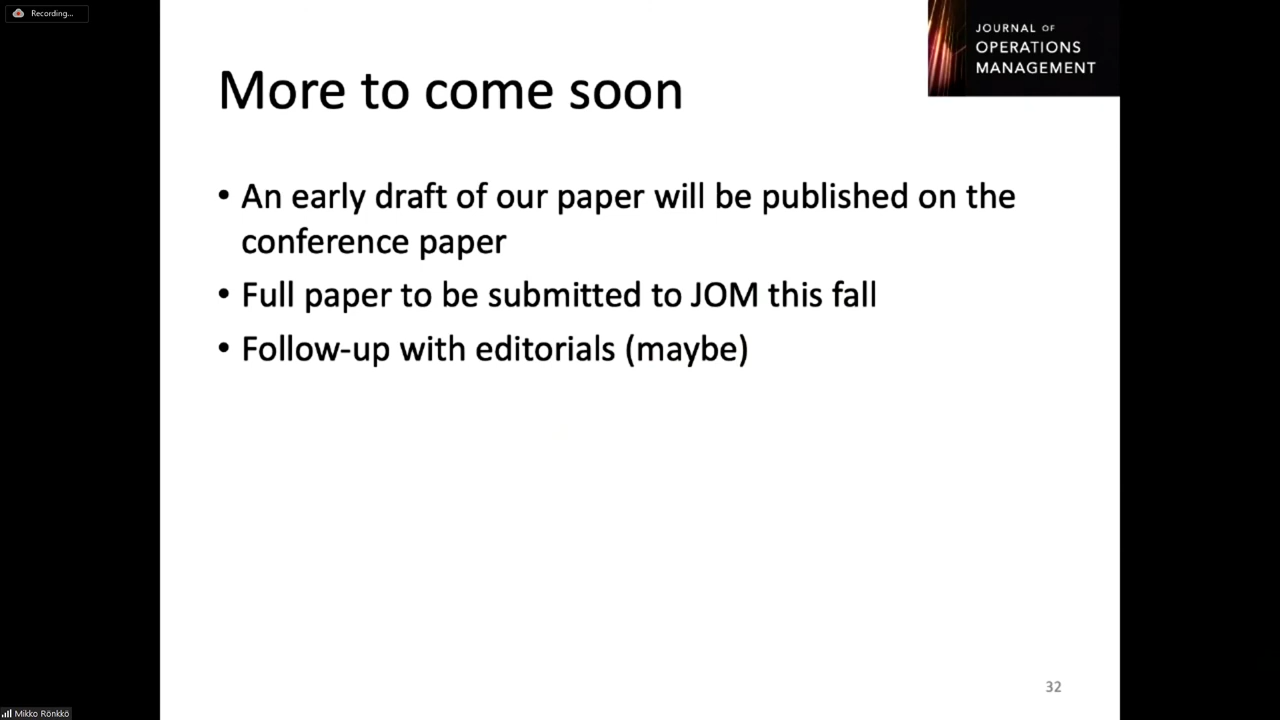 Recording...
JOURNAL OF
OPERATIONS
MANAGEMENT
More to come soon
• An early draft of our paper will be published on the
conference paper
• Full paper to be submitted to JOM this fall
• Follow-up with editorials (maybe)
32
Mikko Rönkkö